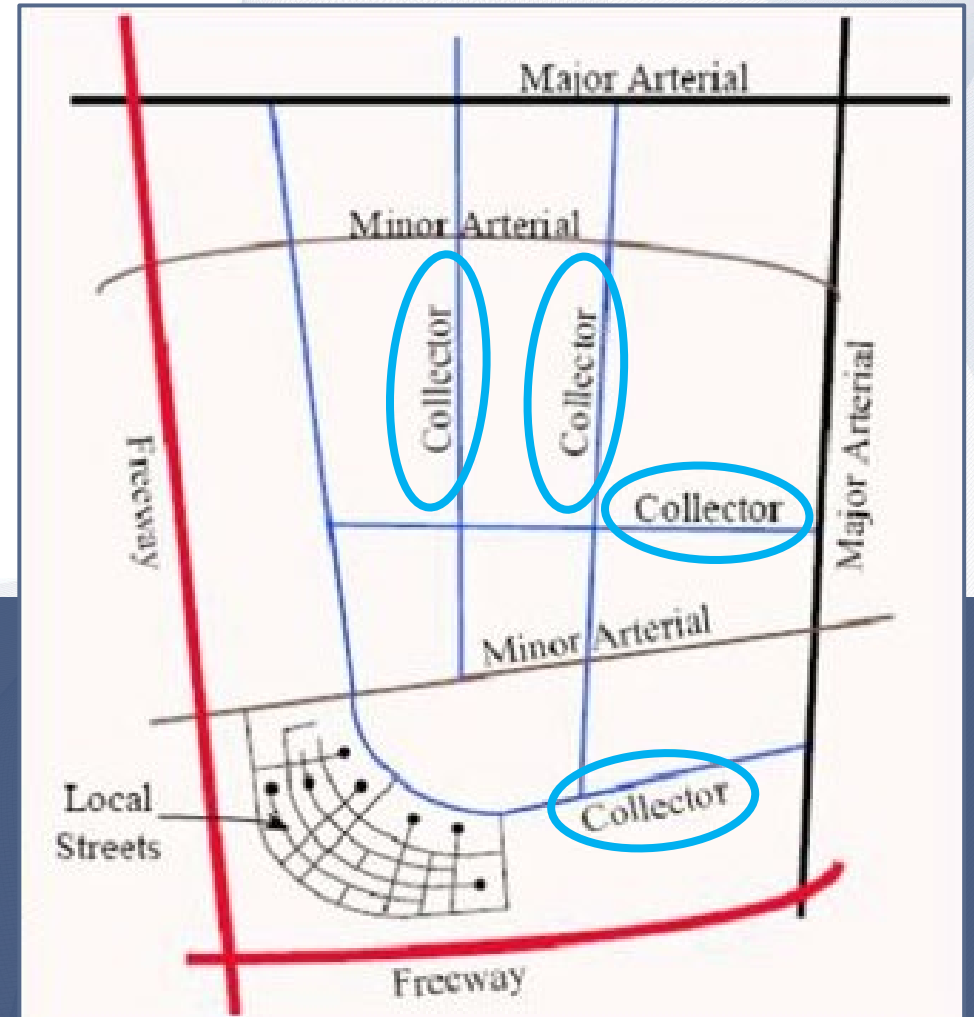 Major Arterial
Minor Arterial
Collector
Collector
Freeway
Major Arterial
Collector
Minor Arterial
Local
Streets
Collector
Freeway